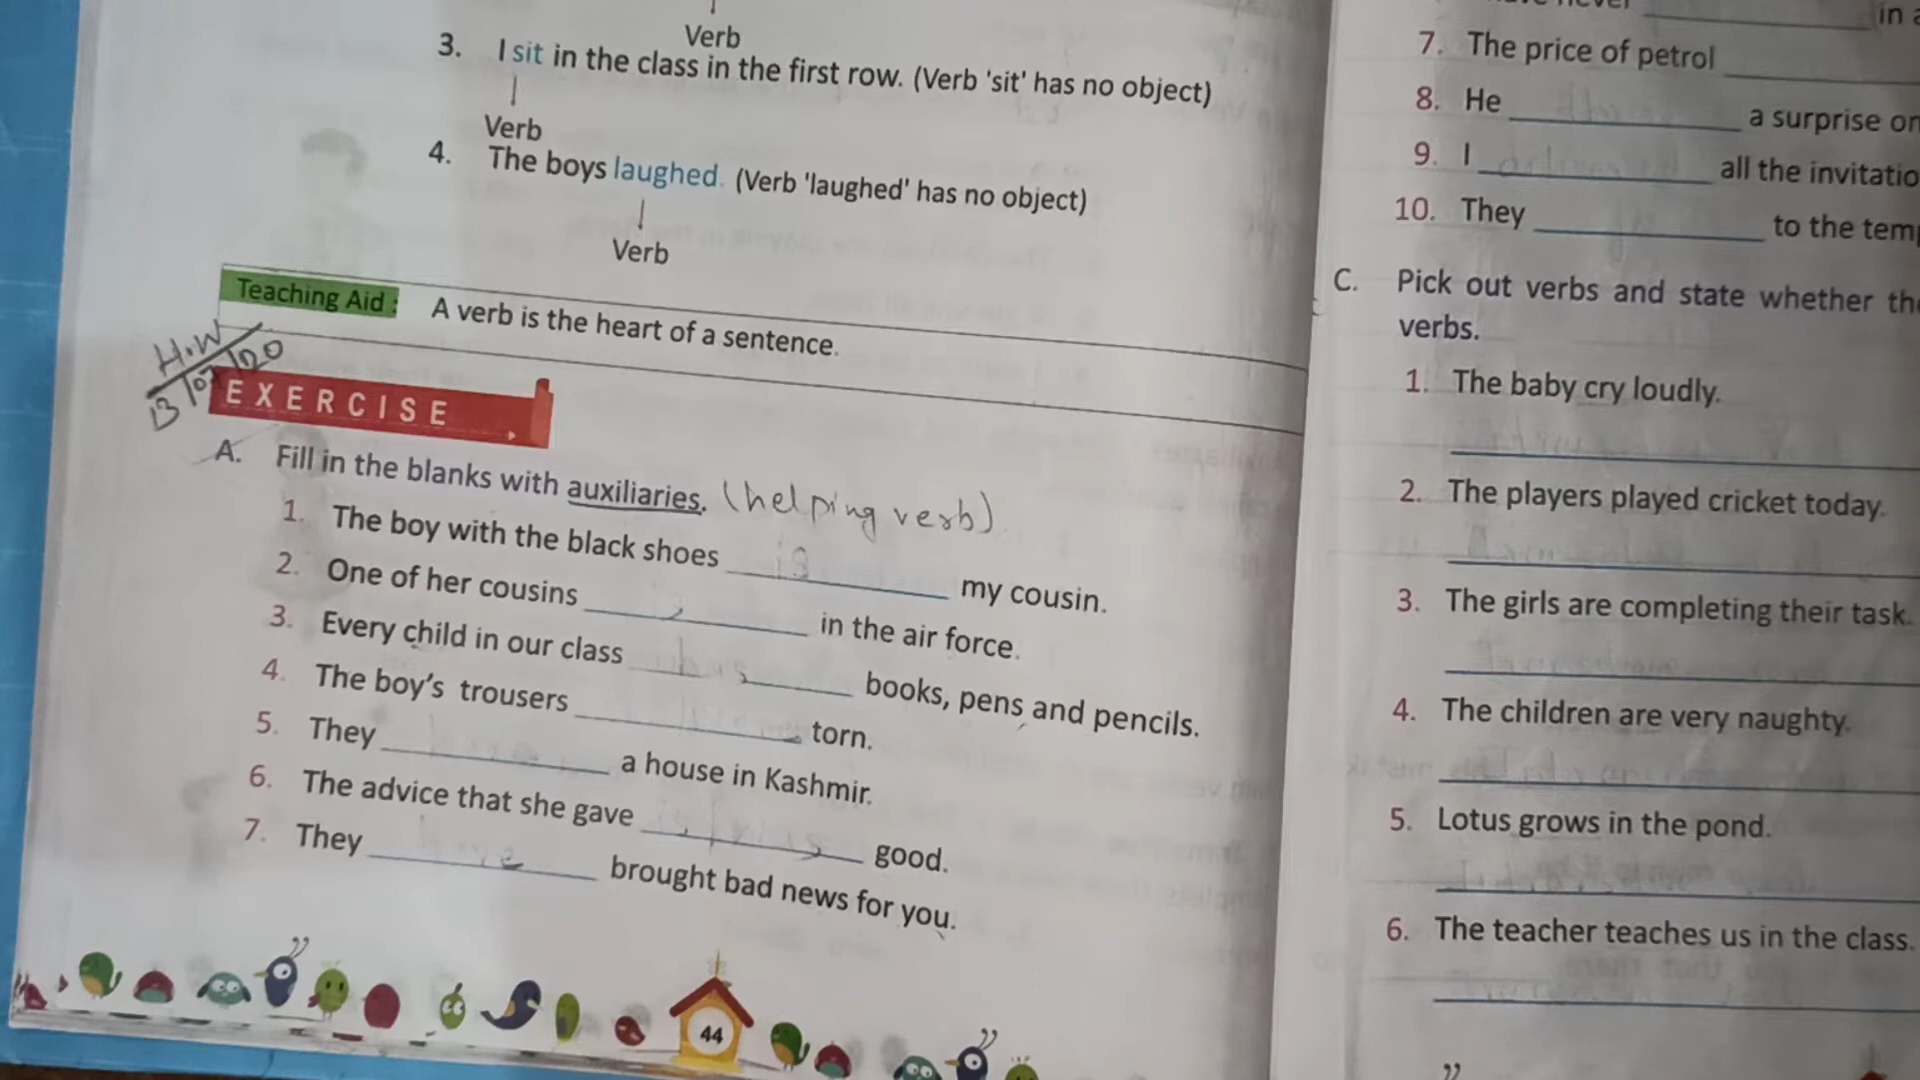 Verb
3. I sit in the class in the first row. (Verb 'sit' has no object)
Verb
4. The boys laughed. (Verb 'laughed' has no object)
Verb
Teaching Aid : A verb is the heart of a sentence.
H.W
13/07/20
EXERCISE
A. Fill in the blanks with auxiliaries. (helping verb)
1. The boy with the black shoes is my cousin.
2. One of her cousins in the air force.
3. Every child in our class has books, pens and pencils.
4. The boy's trousers torn.
5. They a house in Kashmir.
6. The advice that she gave good.
7. They have brought bad news for you.
44
in a
7. The price of petrol
8. He a surprise on
9. I all the invitatio
10. They to the tem
C. Pick out verbs and state whether the
verbs.
1. The baby cry loudly.
2. The players played cricket today.
3. The girls are completing their task.
4. The children are very naughty.
5. Lotus grows in the pond.
6. The teacher teaches us in the class.